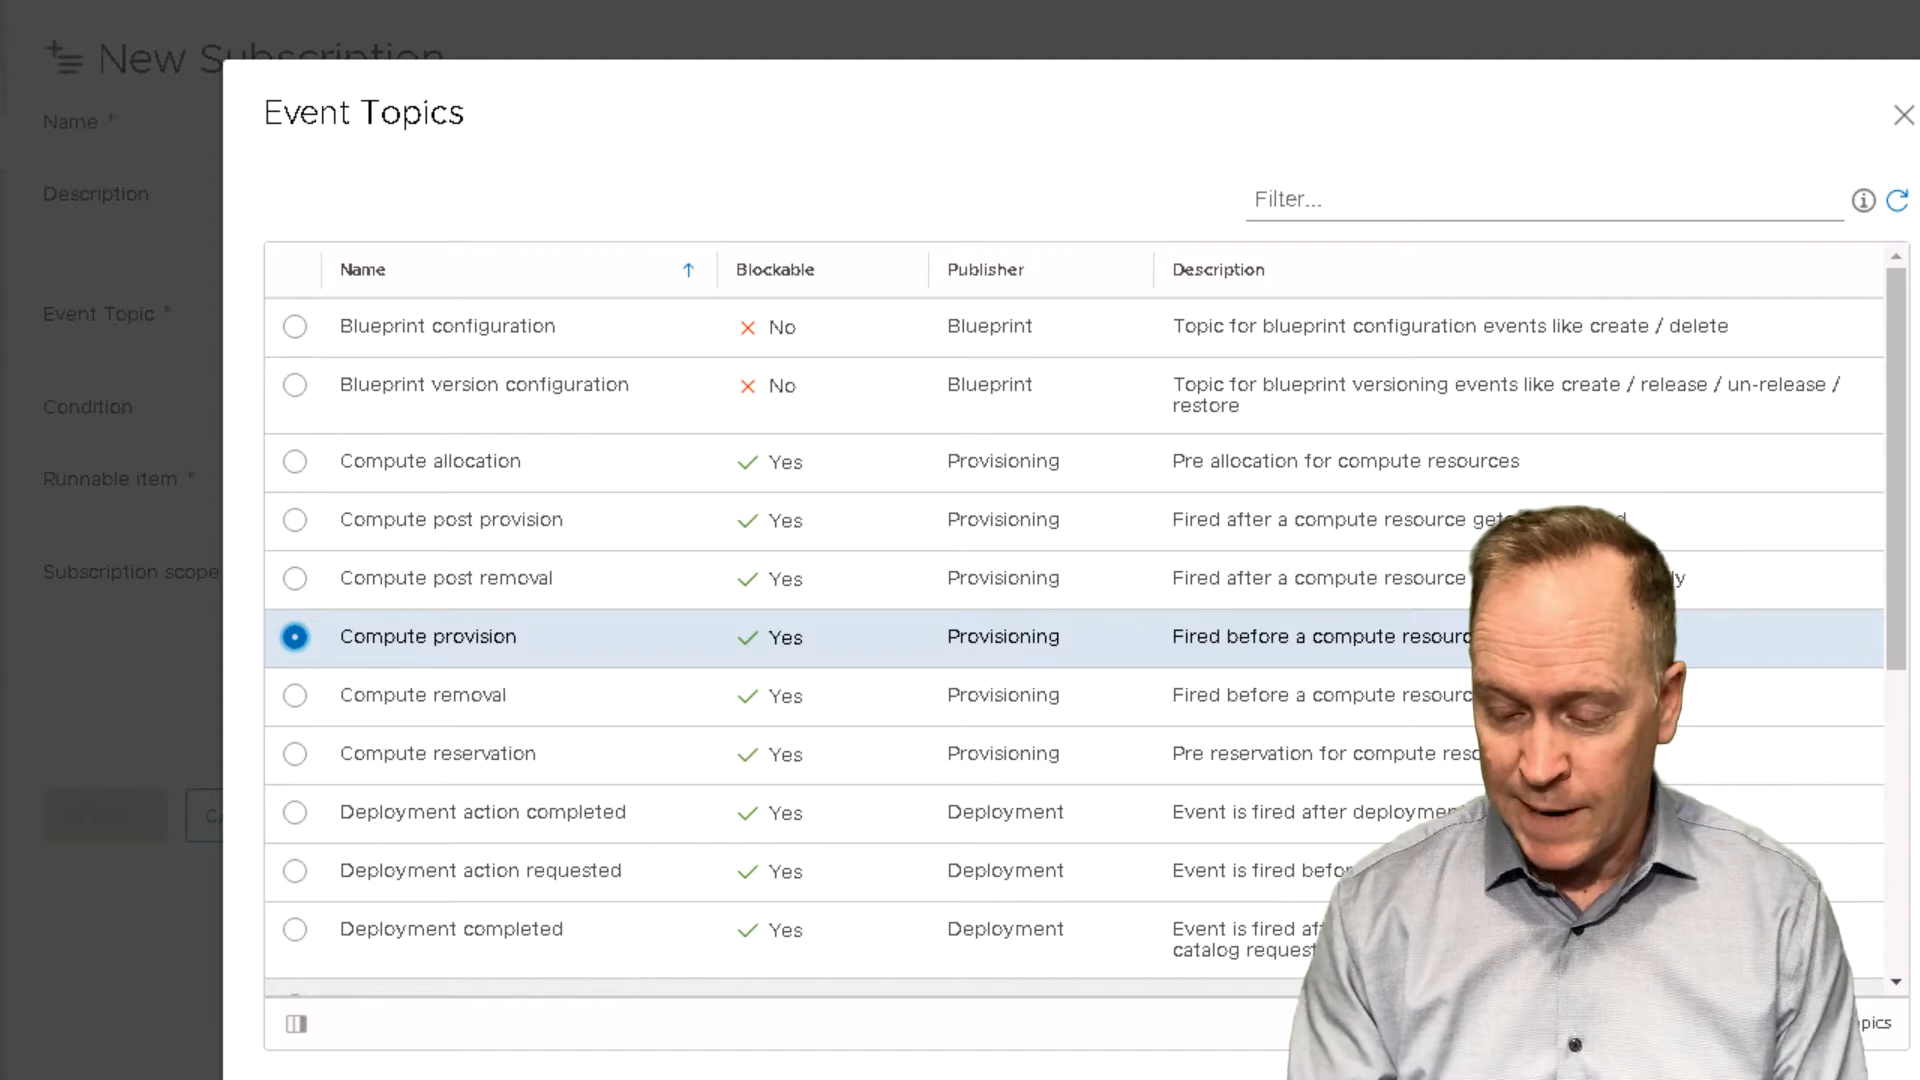 New Subscription
Name *
Description
Event Topic *
Condition
Runnable item *
Subscription scope
Event Topics
Filter...
Name Blockable Publisher Description
Blueprint configuration No Blueprint Topic for blueprint configuration events like create / delete
Blueprint version configuration No Blueprint Topic for blueprint versioning events like create / release / un-release /
restore
Compute allocation Yes Provisioning Pre allocation for compute resources
Compute post provision Yes Provisioning Fired after a compute resource
Compute post removal Yes Provisioning Fired after a compute resource
Compute provision Yes Provisioning Fired before a compute
Compute removal Yes Provisioning Fired before a compute
Compute reservation Yes Provisioning Pre reservation for compute
Deployment action completed Yes Deployment Event is fired after
Deployment action requested Yes Deployment Event is fired
Deployment completed Yes Deployment Event is fired
catalog